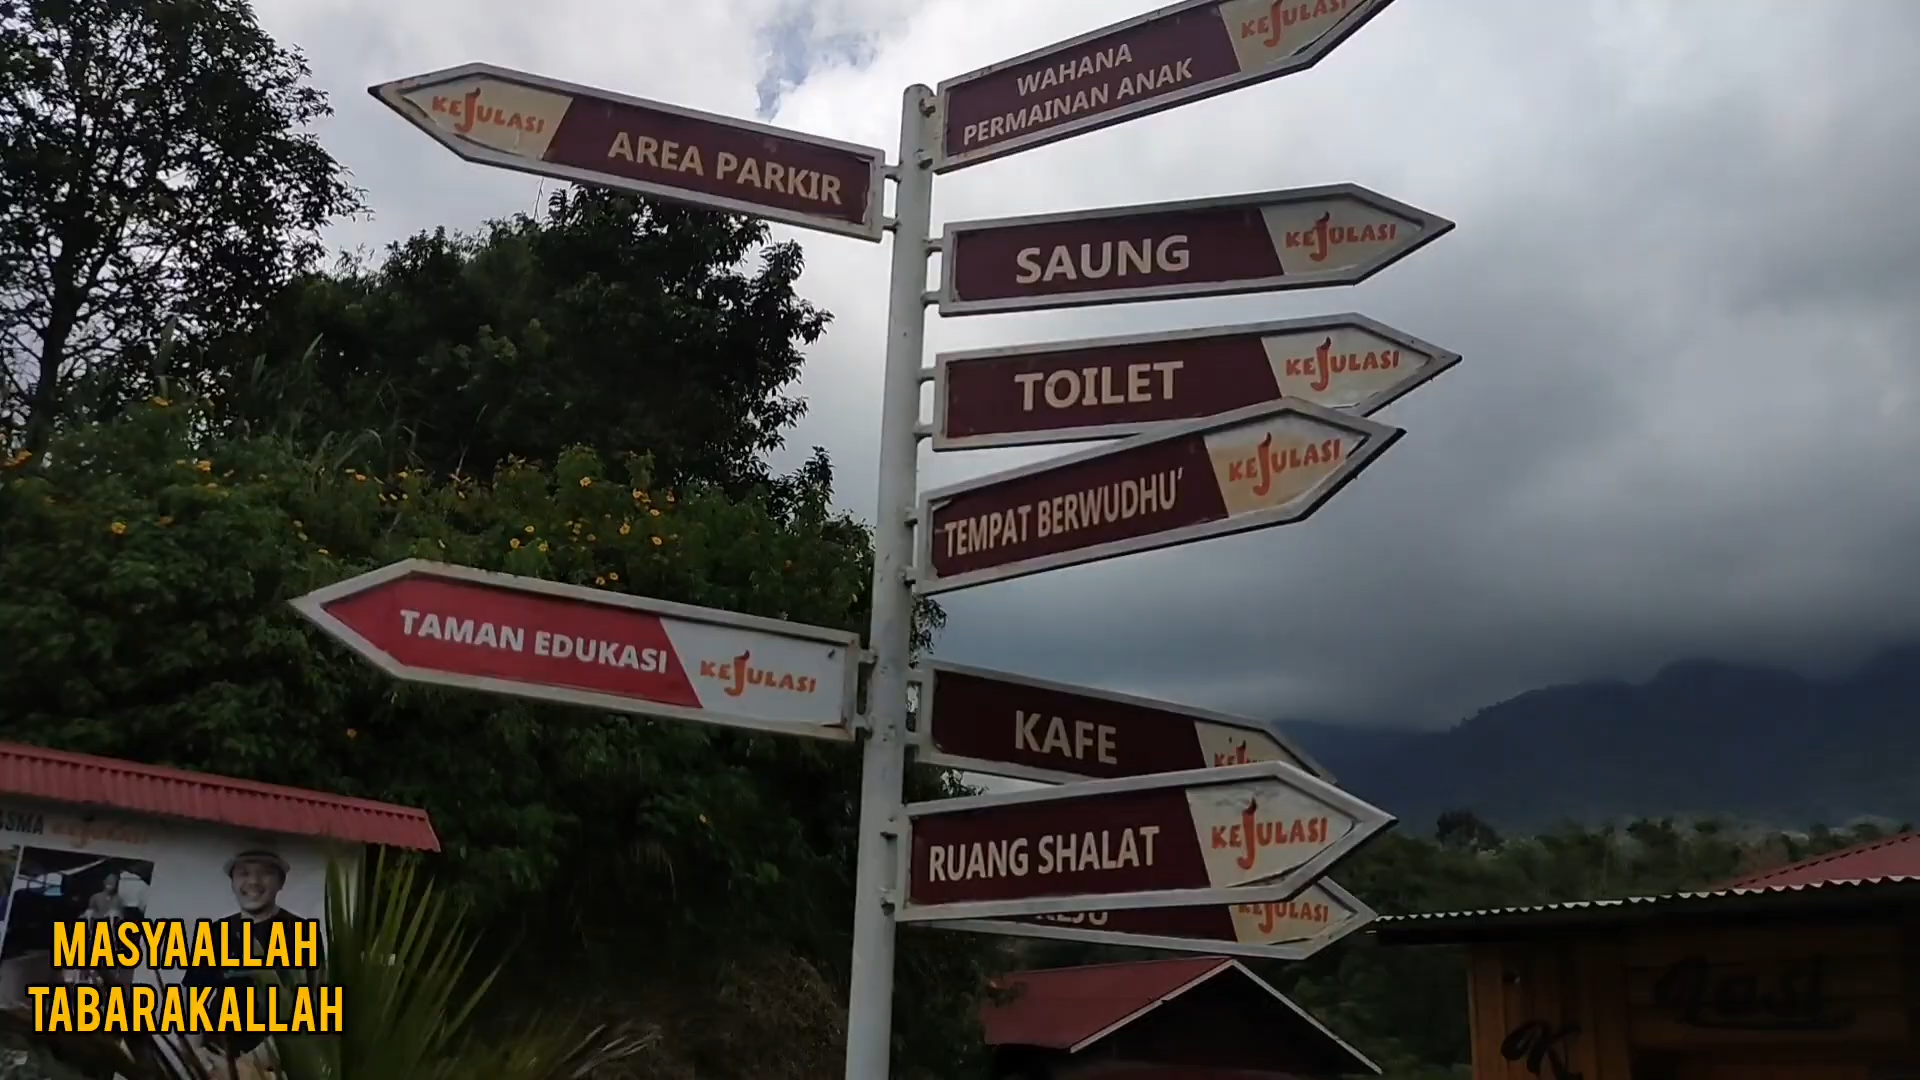 KEJULASI
WAHANA
PERMAINAN ANAK
KEJULASI
AREA PARKIR
SAUNG
KEJULASI
TOILET
KEJULASI
TEMPAT BERWUDHU'
KEJULASI
TAMAN EDUKASI
KEJULASI
KAFE
RUANG SHALAT
KEJULASI
KEJU
KEJULASI
MASYAALLAH
TABARAKALLAH